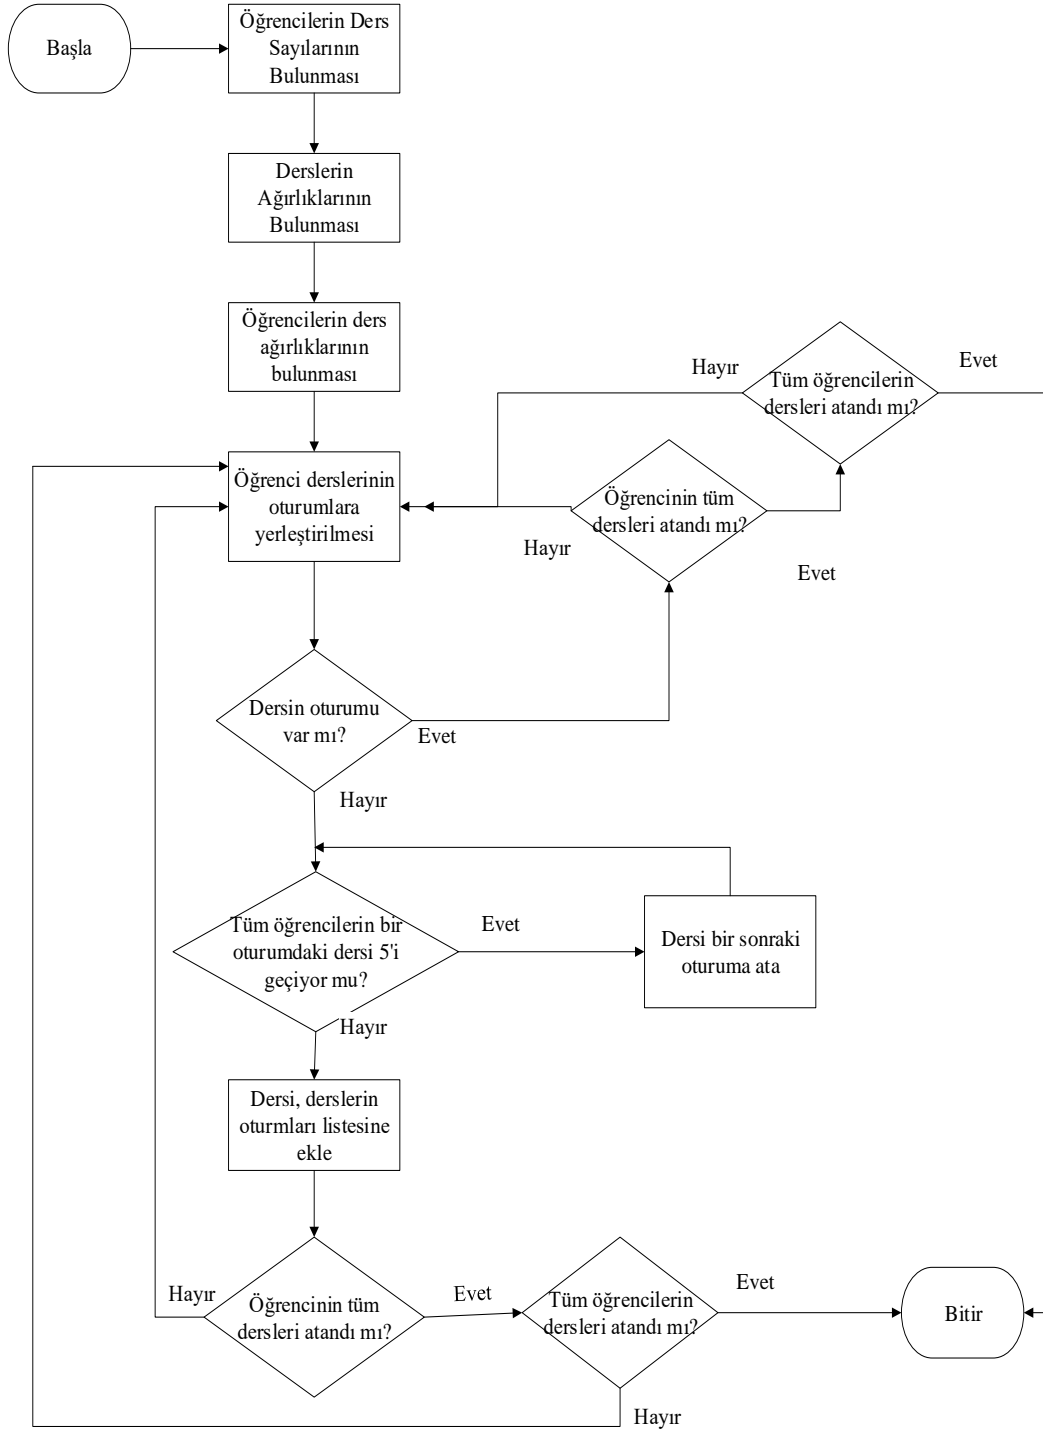 Başla
Öğrencilerin Ders
Sayılarının
Bulunması
Derslerin
Ağırlıklarının
Bulunması
Öğrencilerin ders
ağırlıklarının
bulunması
Hayır
Tüm öğrencilerin
dersleri atandı mı?
Evet
Öğrenci derslerinin
oturumlara
yerleştirilmesi
Öğrencinin tüm
dersleri atandı mı?
Hayır
Evet
Dersin oturumu
var mı?
Evet
Hayır
Tüm öğrencilerin bir
oturumdaki dersi 5'i
geçiyor mu?
Evet
Dersi bir sonraki
oturuma ata
Hayır
Dersi, derslerin
oturmları listesine
ekle
Hayır
Öğrencinin tüm
dersleri atandı mı?
Evet
Tüm öğrencilerin
dersleri atandı mı?
Evet
Bitir
Hayır